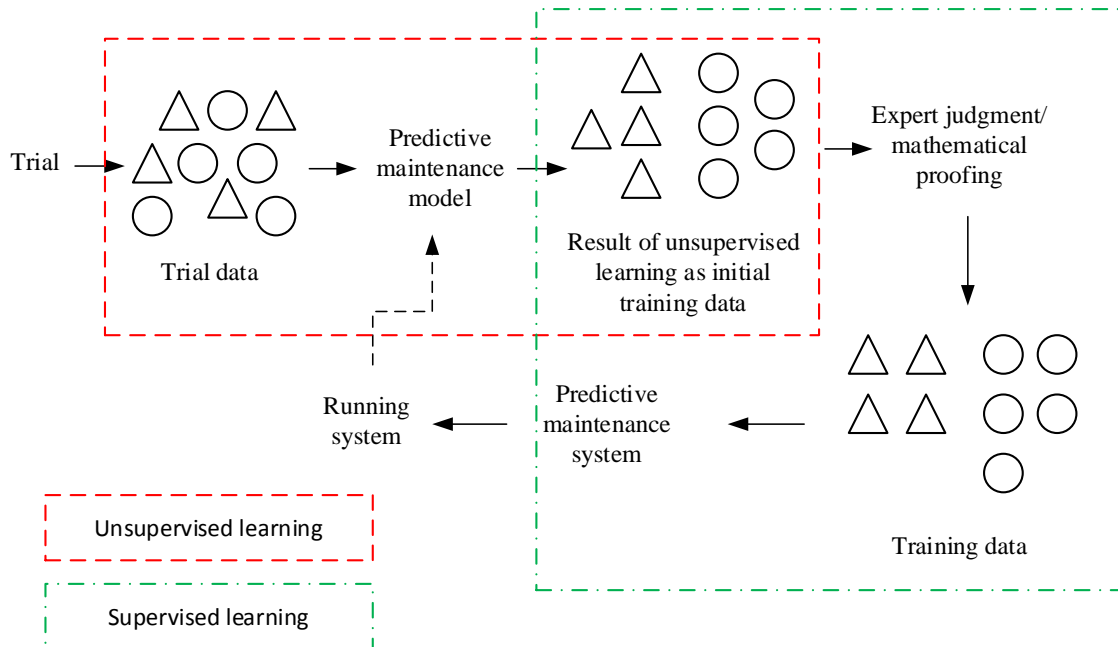 Trial
Trial data
Predictive
maintenance
model
Result of unsupervised
learning as initial
training data
Expert judgment/
mathematical
proofing
Training data
Predictive
maintenance
system
Running
system
Unsupervised learning
Supervised learning